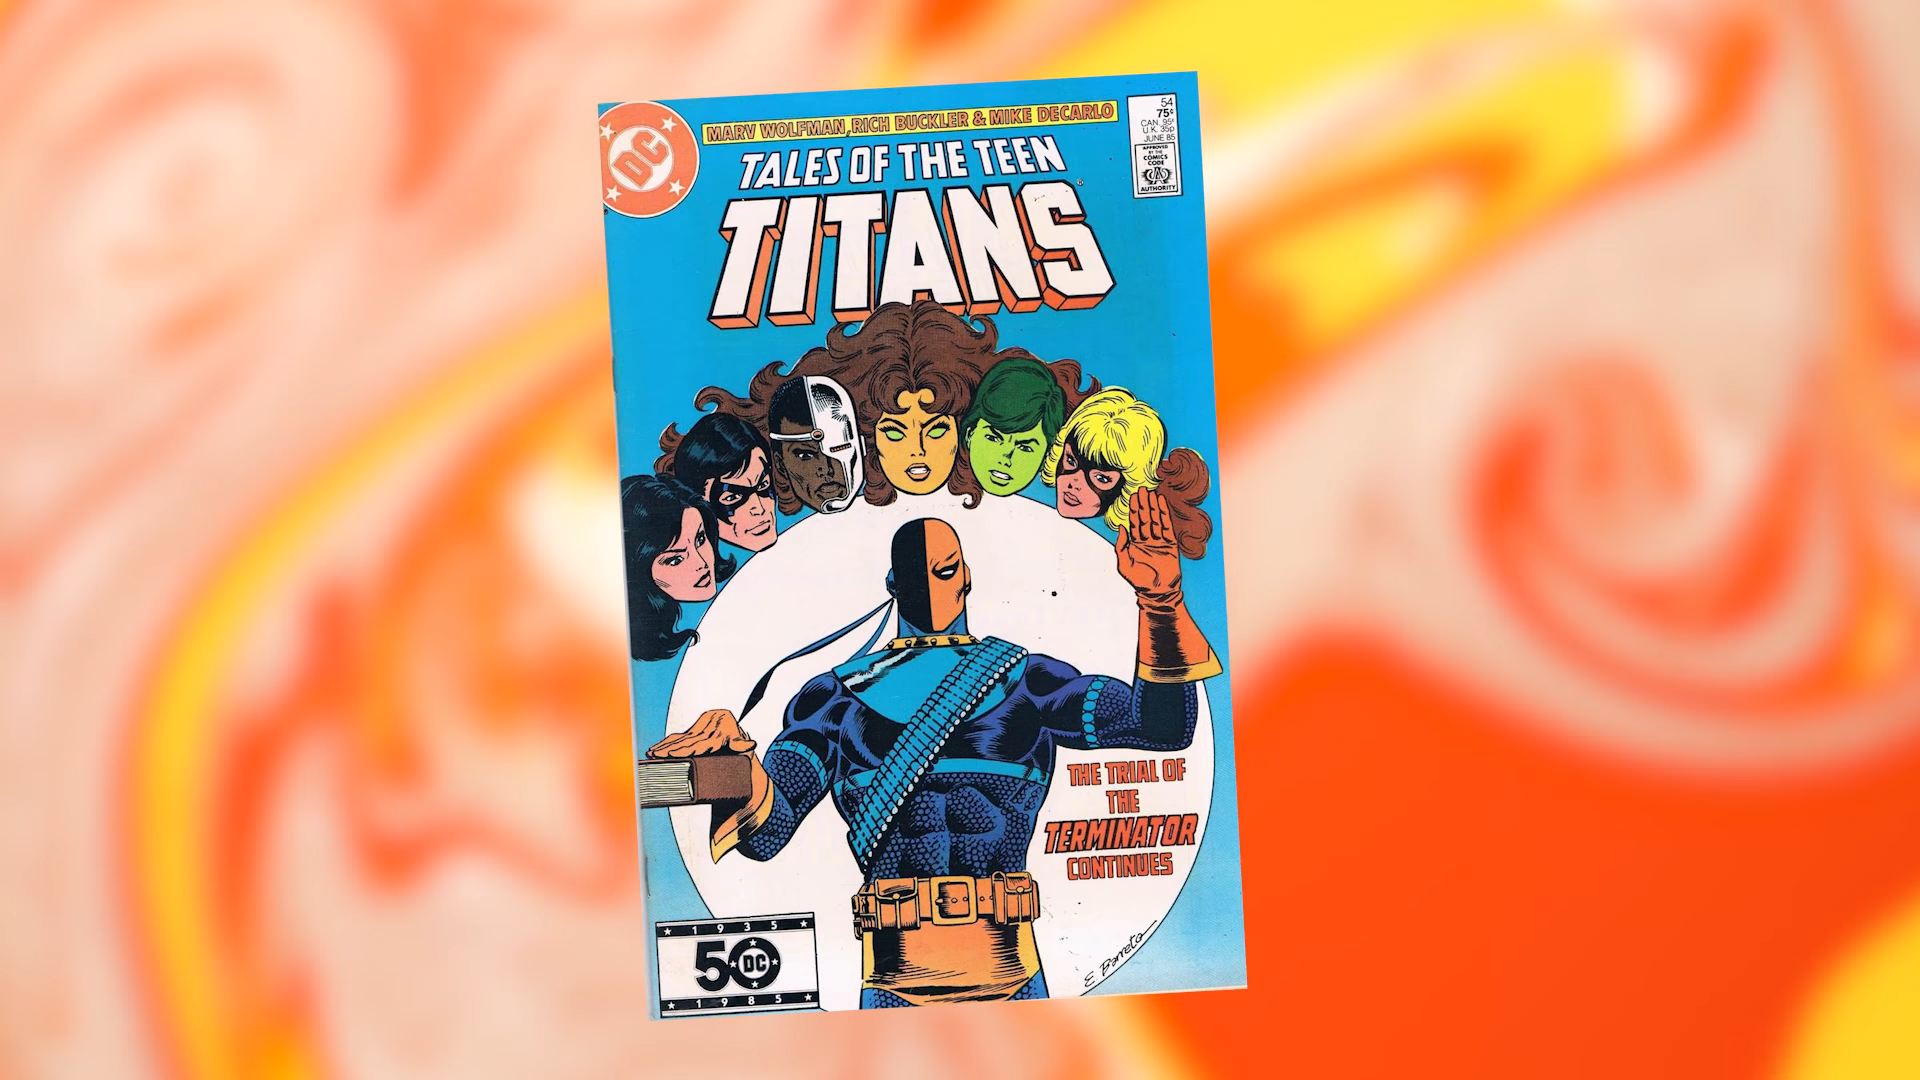 DC
MARV WOLFMAN, RICH BUCKLER & MIKE DECARLO
TALES OF THE TEEN
TITANS
54
75¢
CAN. 95¢
U.K. 35p
JUNE 85
APPROVED
BY THE
COMICS
CODE
CA
AUTHORITY
THE TRIAL OF
THE
TERMINATOR
CONTINUES
E Barreto
1935
50
DC
1985